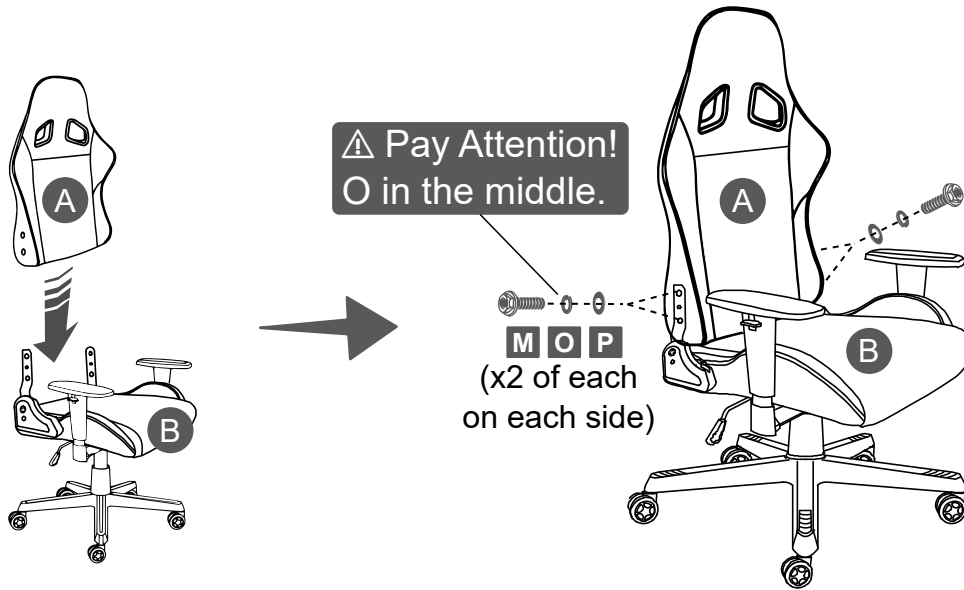 A
B
⚠ Pay Attention!
O in the middle.
M O P
(x2 of each
on each side)
A
B